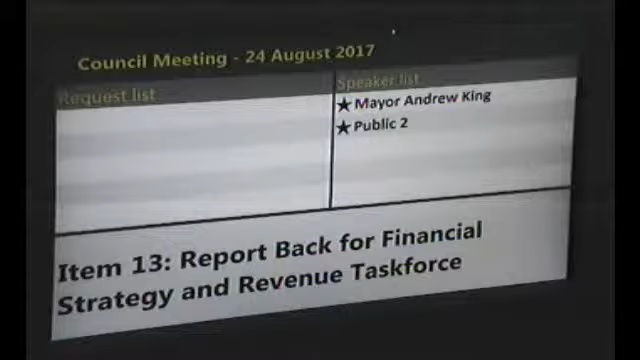 Council Meeting - 24 August 2017
Request list
Speaker list
★ Mayor Andrew King
★ Public 2
Item 13: Report Back for Financial
Strategy and Revenue Taskforce